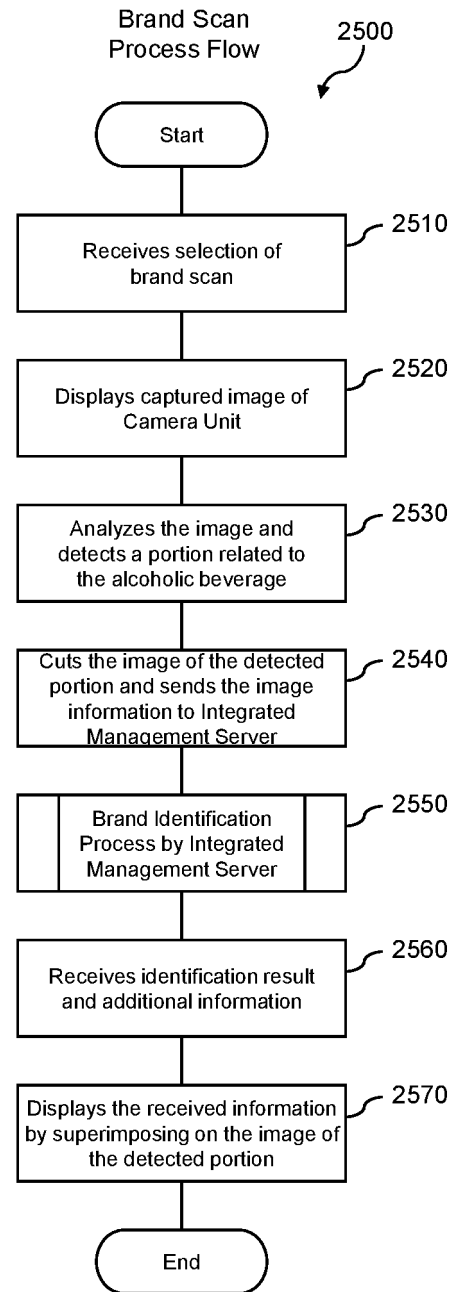 Brand Scan
Process Flow
2500
Start
2510
Receives selection of
brand scan
2520
Displays captured image of
Camera Unit
2530
Analyzes the image and
detects a portion related to
the alcoholic beverage
2540
Cuts the image of the detected
portion and sends the image
information to Integrated
Management Server
2550
Brand Identification
Process by Integrated
Management Server
2560
Receives identification result
and additional information
2570
Displays the received information
by superimposing on the image of
the detected portion
End